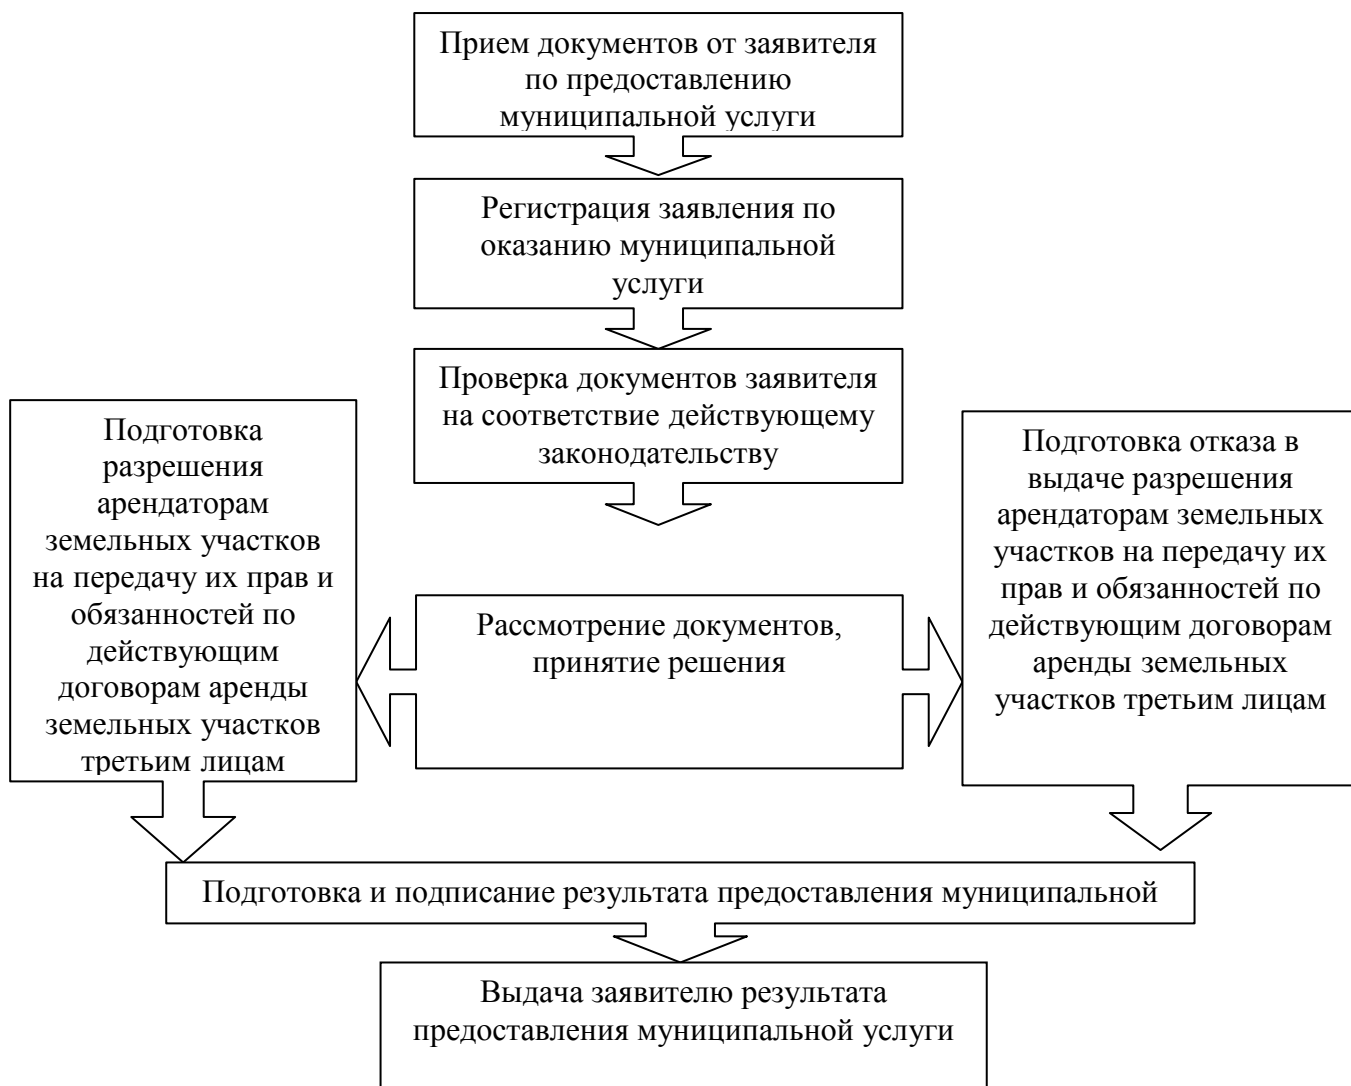 Прием документов от заявителя
по предоставлению
муниципальной услуги
Регистрация заявления по
оказанию муниципальной
услуги
Проверка документов заявителя
на соответствие действующему
законодательству
Подготовка
разрешения
арендаторам
земельных участков
на передачу их прав и
обязанностей по
действующим
договорам аренды
земельных участков
третьим лицам
Рассмотрение документов,
принятие решения
Подготовка отказа в
выдаче разрешения
арендаторам земельных
участков на передачу их
прав и обязанностей по
действующим договорам
аренды земельных
участков третьим лицам
Подготовка и подписание результата предоставления муниципальной
Выдача заявителю результата
предоставления муниципальной услуги